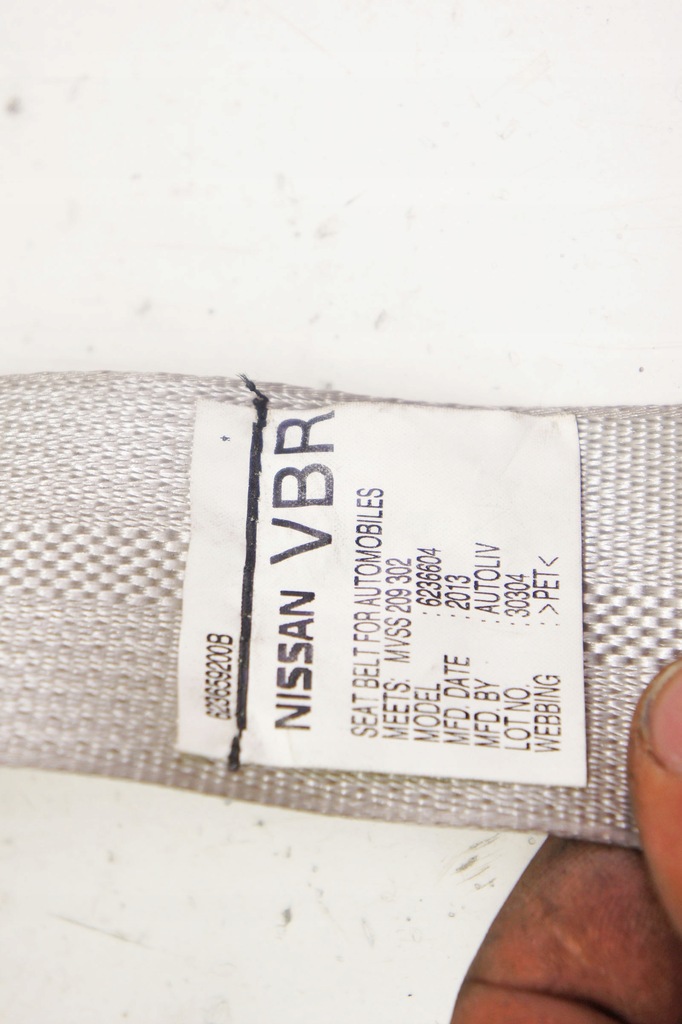 623659200B
NISSAN VBR
SEAT BELT FOR AUTOMOBILES
MEETS: MVSS 209 302
MODEL : 6236604
MFD. DATE : 2013
MFD. BY : AUTOLIV
LOT NO. : 30304
WEBBING : >PET<